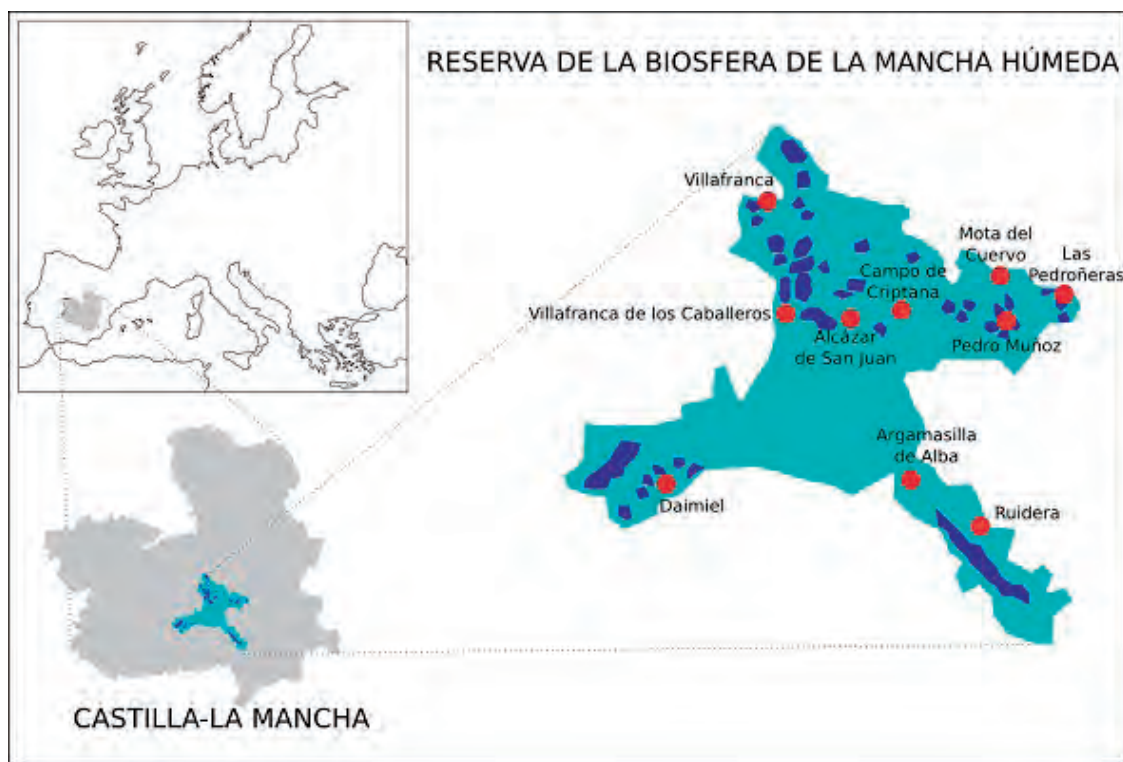 RESERVA DE LA BIOSFERA DE LA MANCHA HÚMEDA
Villafranca
Mota del
Cuervo
Las
Pedroñeras
Campo de
Criptana
Villafranca de los Caballeros
Alcázar
de San Juan
Pedro Muñoz
Argamasilla
de Alba
Daimiel
Ruidera
CASTILLA-LA MANCHA